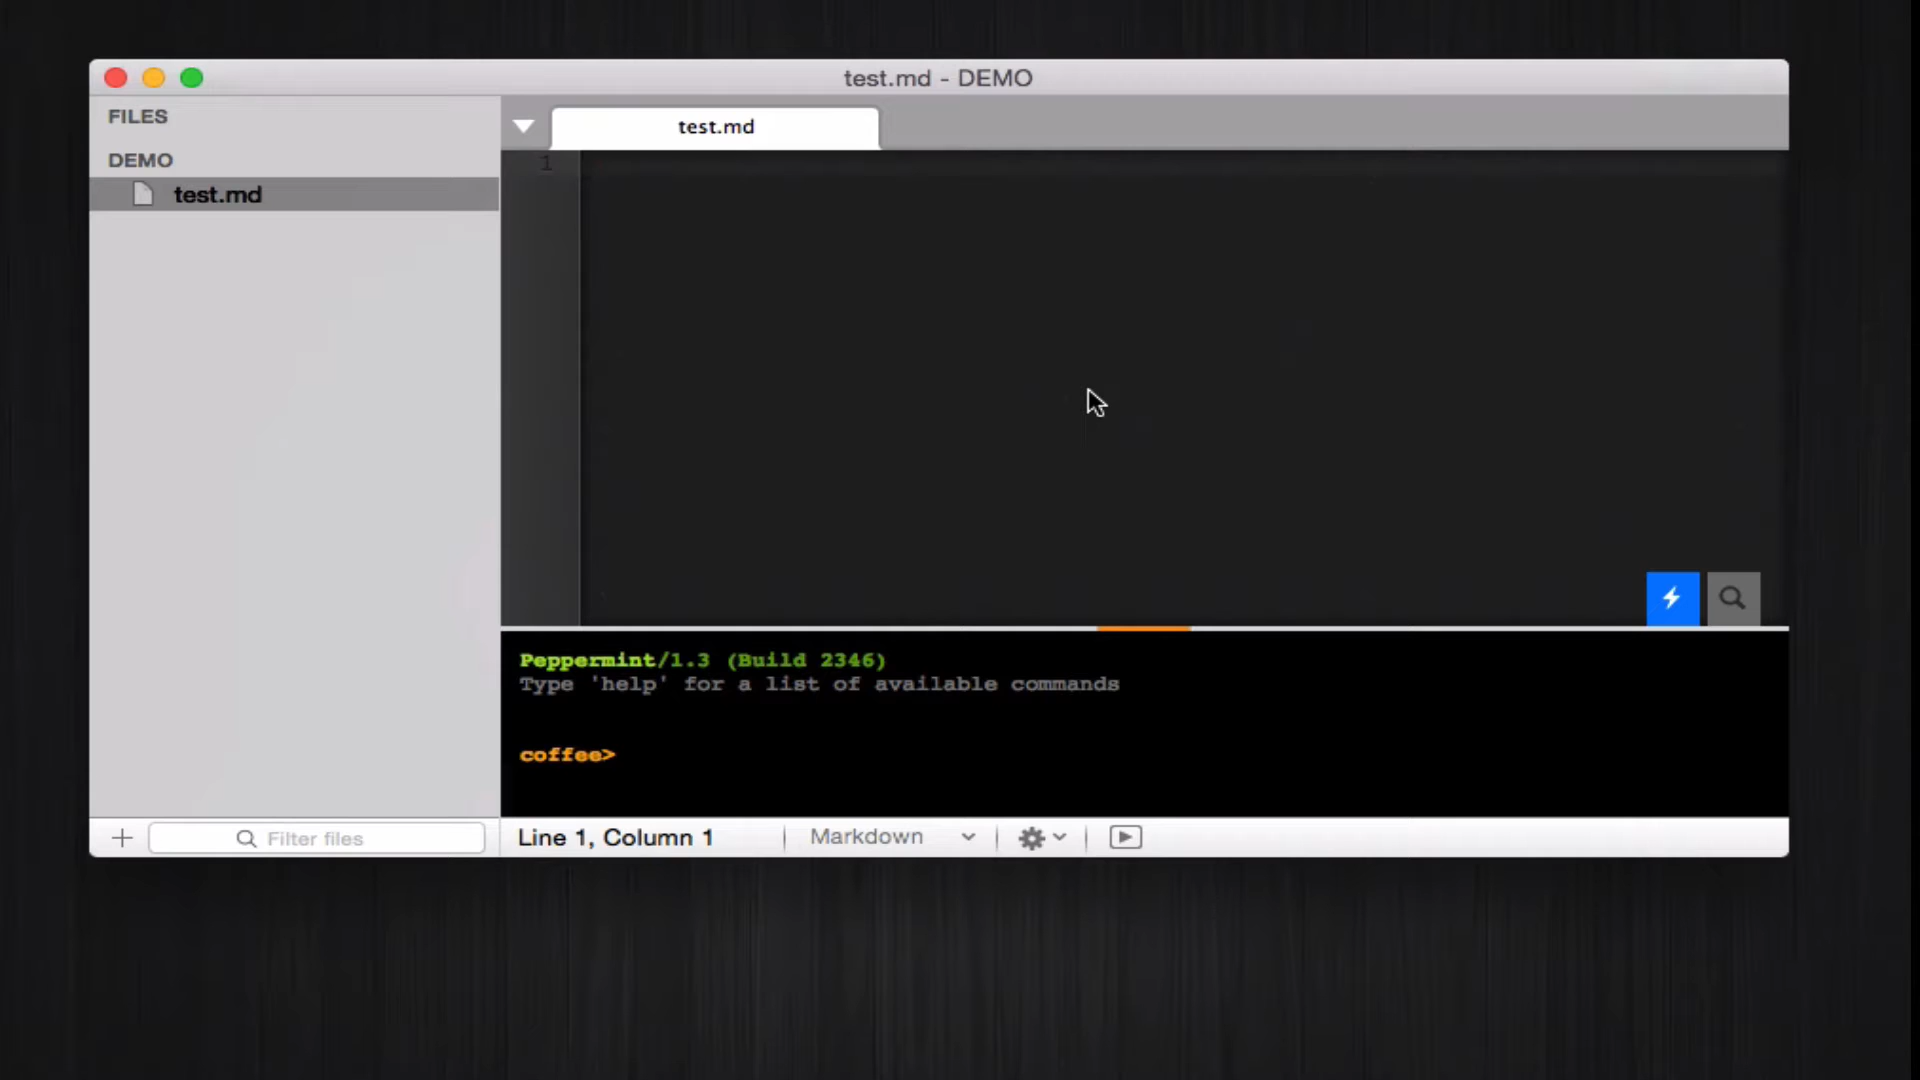 test.md - DEMO
FILES
DEMO
test.md
test.md
1
Peppermint/1.3 (Build 2346)
Type 'help' for a list of available commands
coffee>
Filter files
Line 1, Column 1
Markdown